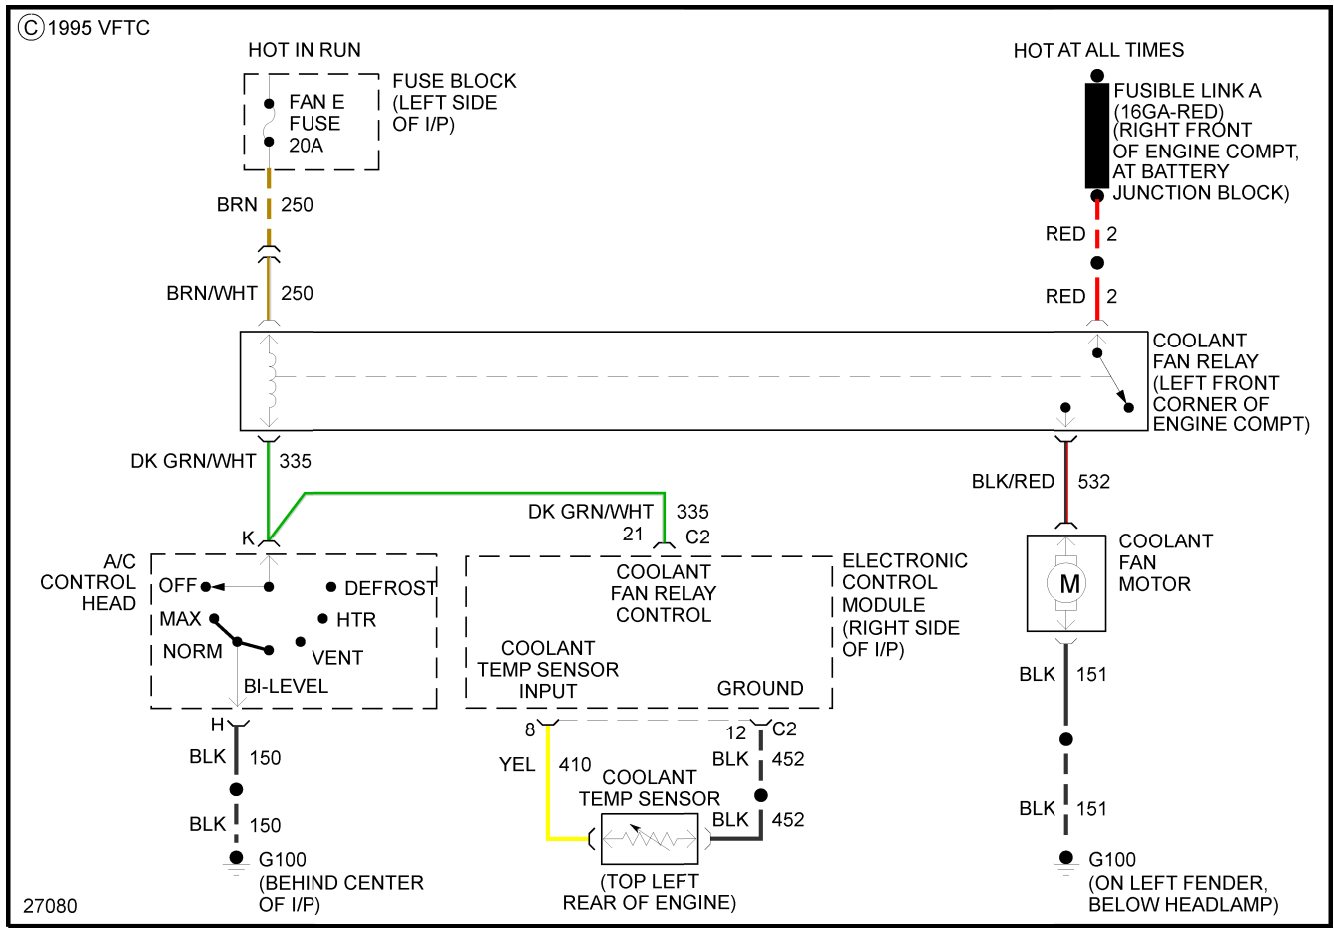 © 1995 VFTC
HOT IN RUN
HOT AT ALL TIMES
FAN E
FUSE
20A
FUSE BLOCK
(LEFT SIDE
OF I/P)
FUSIBLE LINK A
(16GA-RED)
(RIGHT FRONT
OF ENGINE COMPT,
AT BATTERY
JUNCTION BLOCK)
BRN 250
RED 2
BRN/WHT 250
RED 2
COOLANT
FAN RELAY
(LEFT FRONT
CORNER OF
ENGINE COMPT)
DK GRN/WHT 335
BLK/RED 532
DK GRN/WHT 335
21 C2
K
A/C
CONTROL
HEAD
OFF
MAX
NORM
BI-LEVEL
VENT
HTR
DEFROST
COOLANT
FAN RELAY
CONTROL
COOLANT
TEMP SENSOR
INPUT
GROUND
ELECTRONIC
CONTROL
MODULE
(RIGHT SIDE
OF I/P)
COOLANT
FAN
MOTOR
M
H
8
12 C2
BLK 150
YEL 410
BLK 452
BLK 151
COOLANT
TEMP SENSOR
BLK 150
BLK 452
BLK 151
G100
(BEHIND CENTER
OF I/P)
(TOP LEFT
REAR OF ENGINE)
G100
(ON LEFT FENDER,
BELOW HEADLAMP)
27080